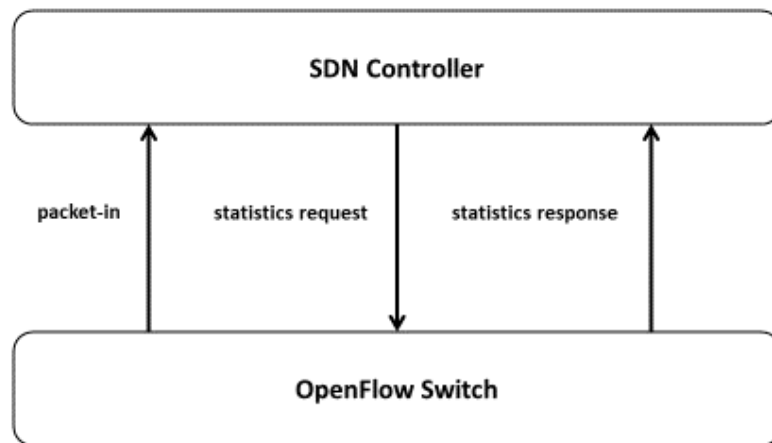 SDN Controller
packet-in
statistics request
statistics response
OpenFlow Switch